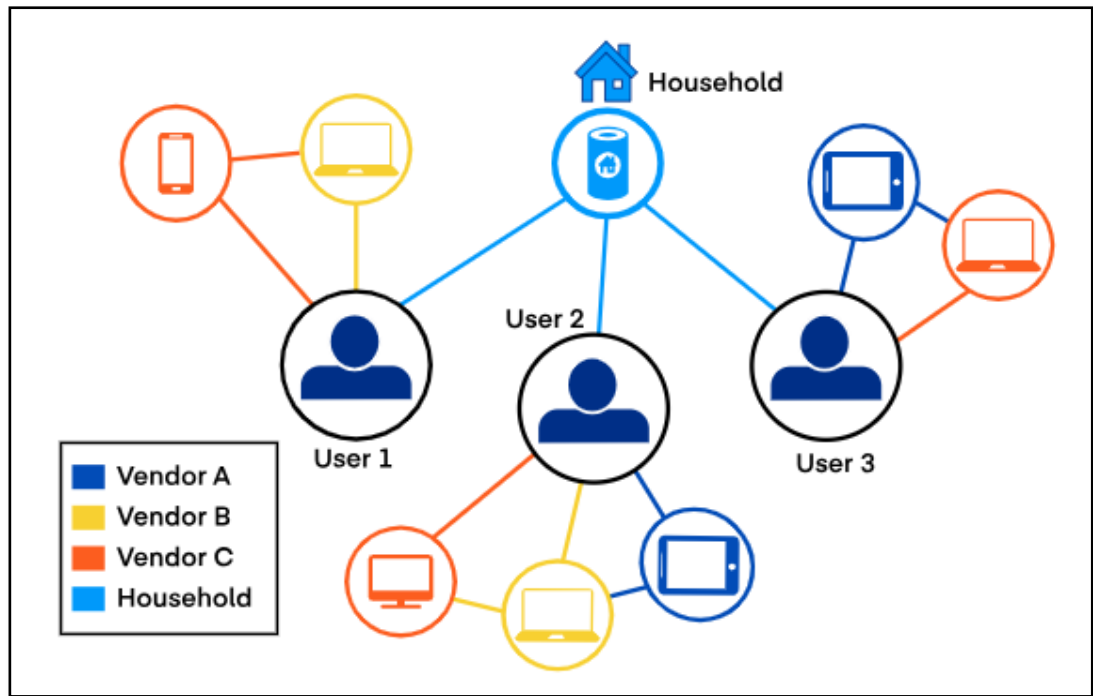 Household
User 2
User 1
User 3
Vendor A
Vendor B
Vendor C
Household